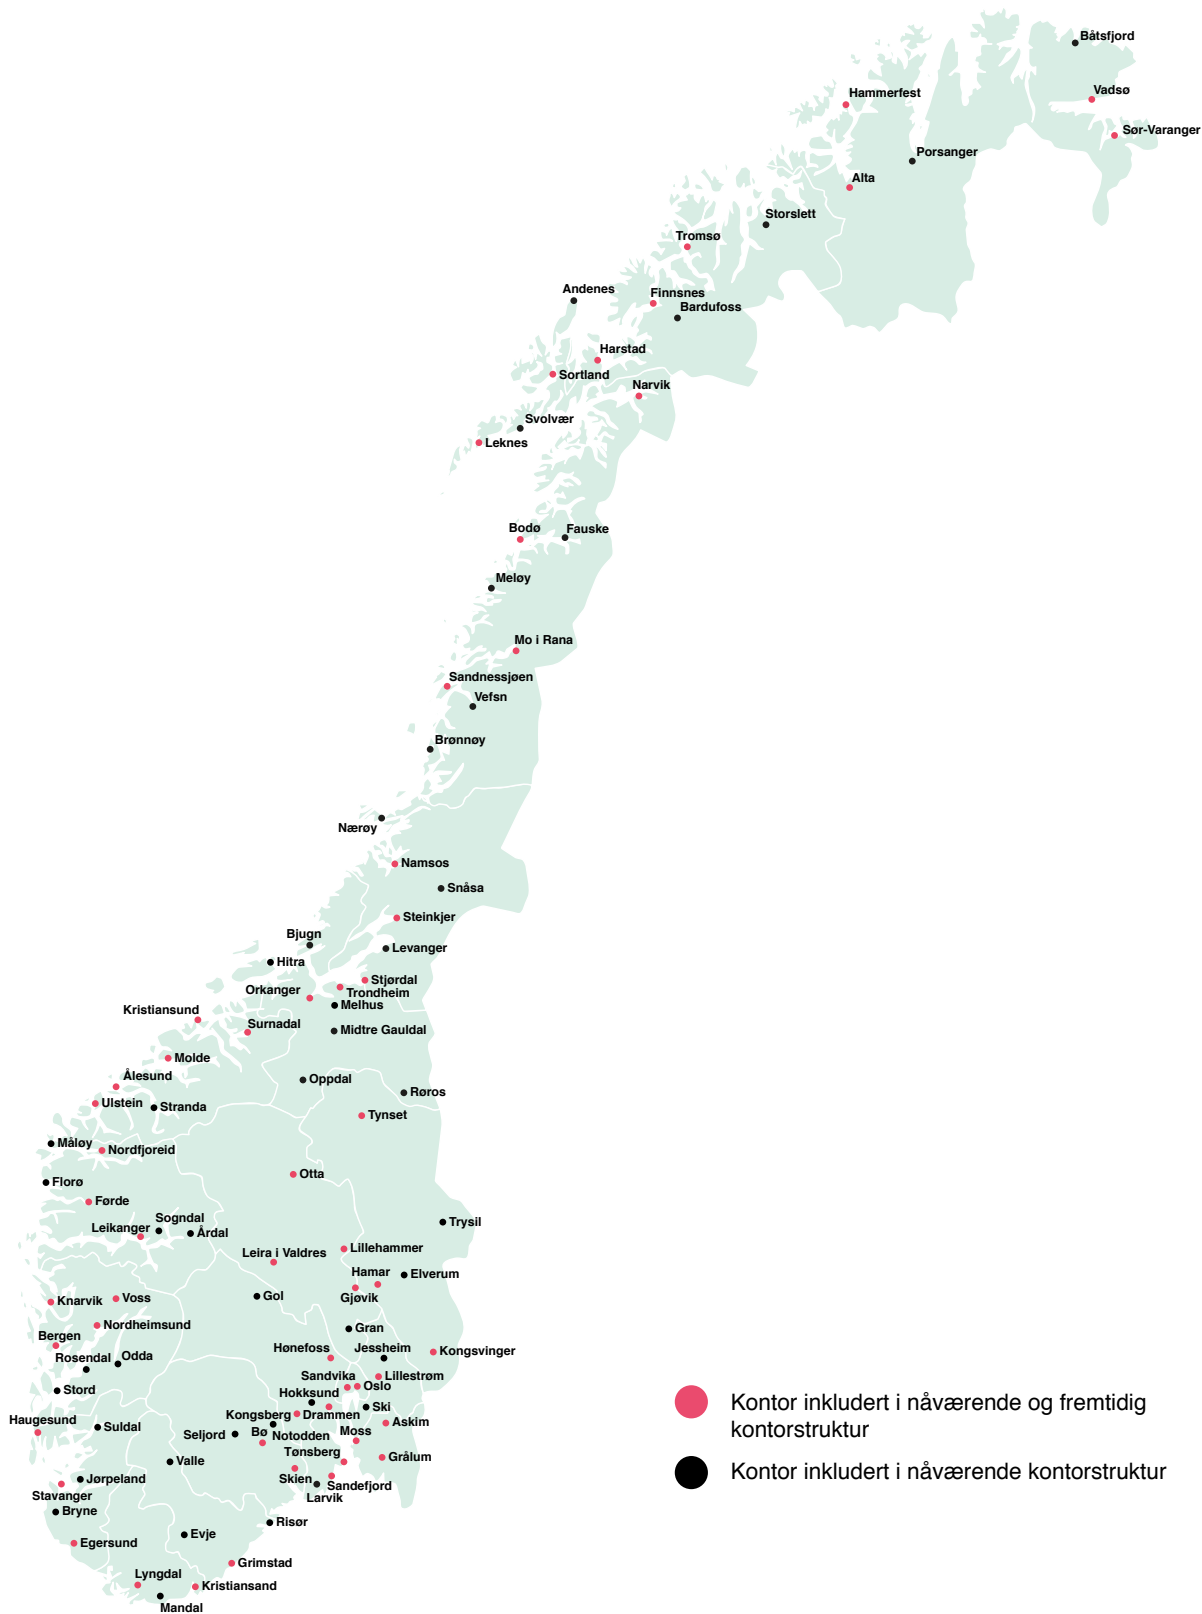 Båtsfjord
Hammerfest
Vadsø
Sør-Varanger
Porsanger
Alta
Storslett
Tromsø
Andenes
Finnsnes
Bardufoss
Harstad
Sortland
Narvik
Svolvær
Leknes
Bodø
Fauske
Meløy
Mo i Rana
Sandnessjøen
Vefsn
Brønnøy
Nærøy
Namsos
Snåsa
Steinkjer
Bjugn
Levanger
Hitra
Stjørdal
Orkanger
Trondheim
Melhus
Kristiansund
Surnadal
Midtre Gauldal
Molde
Ålesund
Oppdal
Røros
Ulstein
Stranda
Tynset
Måløy
Nordfjoreid
Otta
Florø
Førde
Sogndal
Leikanger
Årdal
Trysil
Leira i Valdres
Lillehammer
Hamar
Elverum
Gjøvik
Gol
Knarvik
Voss
Nordheimsund
Gran
Bergen
Hønefoss
Jessheim
Kongsvinger
Rosendal
Odda
Sandvika
Lillestrøm
Oslo
Stord
Hokksund
Ski
Haugesund
Kongsberg
Drammen
Askim
Suldal
Seljord
Bø
Notodden
Moss
Tønsberg
Grålum
Valle
Jørpeland
Skien
Sandefjord
Stavanger
Larvik
Bryne
Risør
Evje
Egersund
Grimstad
Lyngdal
Kristiansand
Mandal
Kontor inkludert i nåværende og fremtidig
kontorstruktur
Kontor inkludert i nåværende kontorstruktur